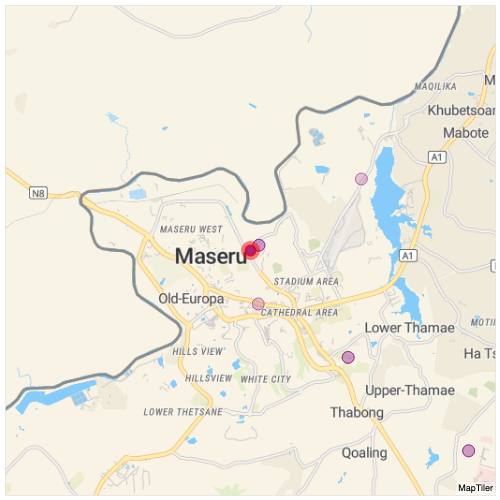 MAQILIKA
M
Khubetsoan
Mabote
A1
N8
MASERU WEST
Maseru
A1
STADIUM AREA
Old-Europa
CATHEDRAL AREA
Lower Thamae
MOTI
HILLS VIEW
Ha Ts
HILLSVIEW
WHITE CITY
Upper-Thamae
LOWER THETSANE
Thabong
Qoaling
MapTiler